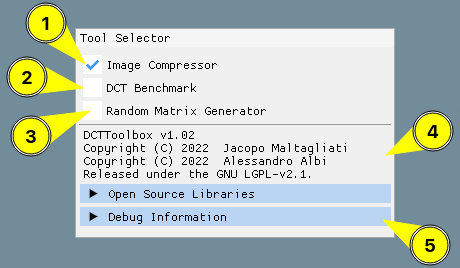 1
Tool Selector
Image Compressor
2
DCT Benchmark
3
Random Matrix Generator
DCTToolbox v1.02
4
Copyright (C) 2022  Jacopo Maltagliati
Copyright (C) 2022  Alessandro Albi
Released under the GNU LGPL-v2.1.
Open Source Libraries
Debug Information
5